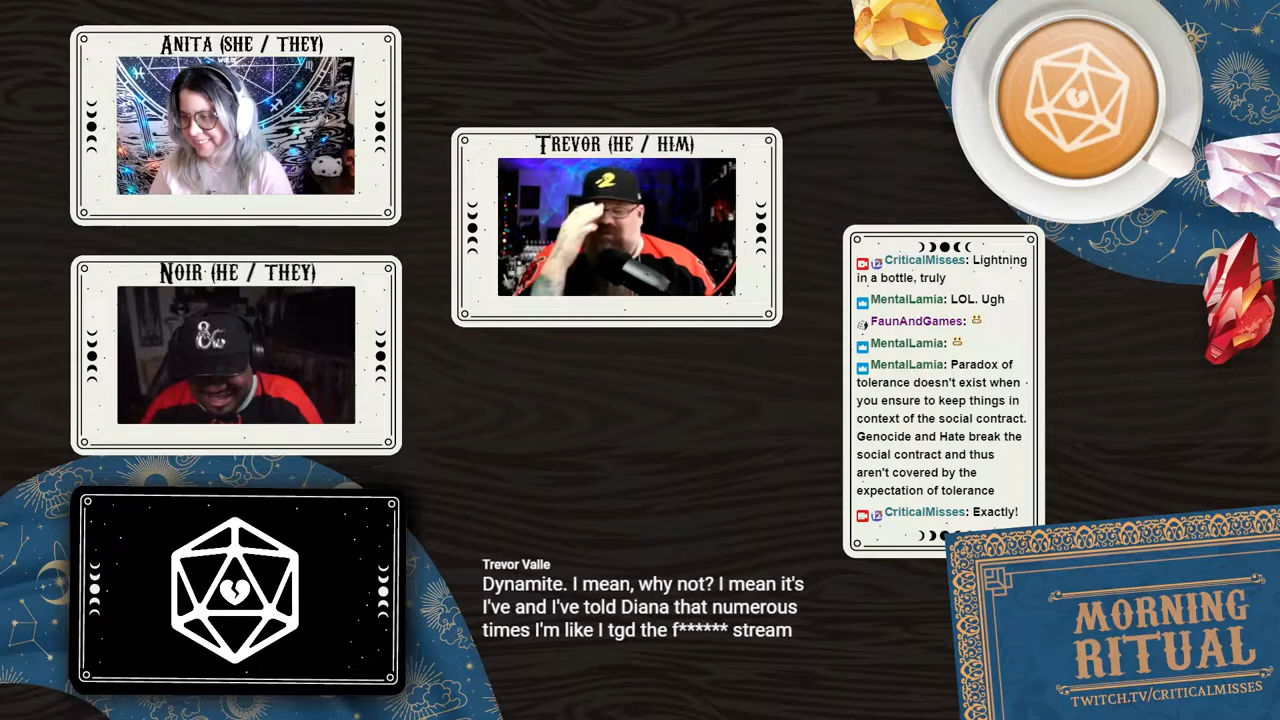 ANITA (SHE / THEY)
TREVOR (HE / HIM)
NOIR (HE / THEY)
CriticalMisses: Lightning
in a bottle, truly
MentalLamia: LOL. Ugh
FaunAndGames:
MentalLamia:
MentalLamia: Paradox of
tolerance doesn't exist when
you ensure to keep things in
context of the social contract.
Genocide and Hate break the
social contract and thus
aren't covered by the
expectation of tolerance
CriticalMisses: Exactly!
Trevor Valle
Dynamite. I mean, why not? I mean it's
I've and I've told Diana that numerous
times I'm like I tgd the f****** stream
MORNING
RITUAL
TWITCH.TV/CRITICALMISSES